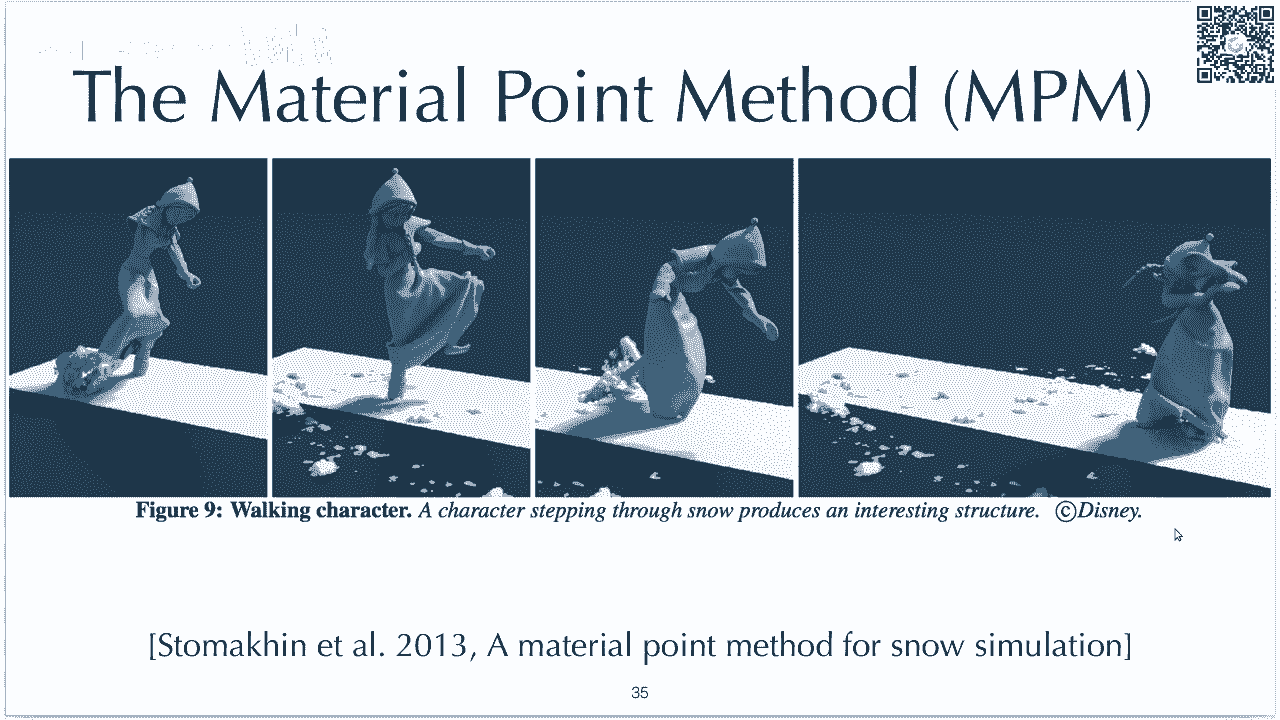 The Material Point Method (MPM)
Figure 9: Walking character. A character stepping through snow produces an interesting structure. ©Disney.
[Stomakhin et al. 2013, A material point method for snow simulation]
35